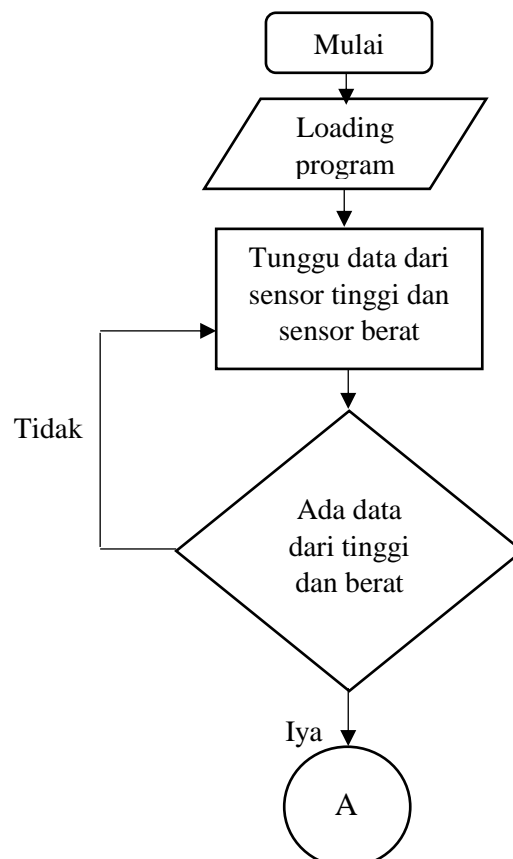 Mulai
Loading
program
Tunggu data dari
sensor tinggi dan
sensor berat
Tidak
Ada data
dari tinggi
dan berat
Iya
A